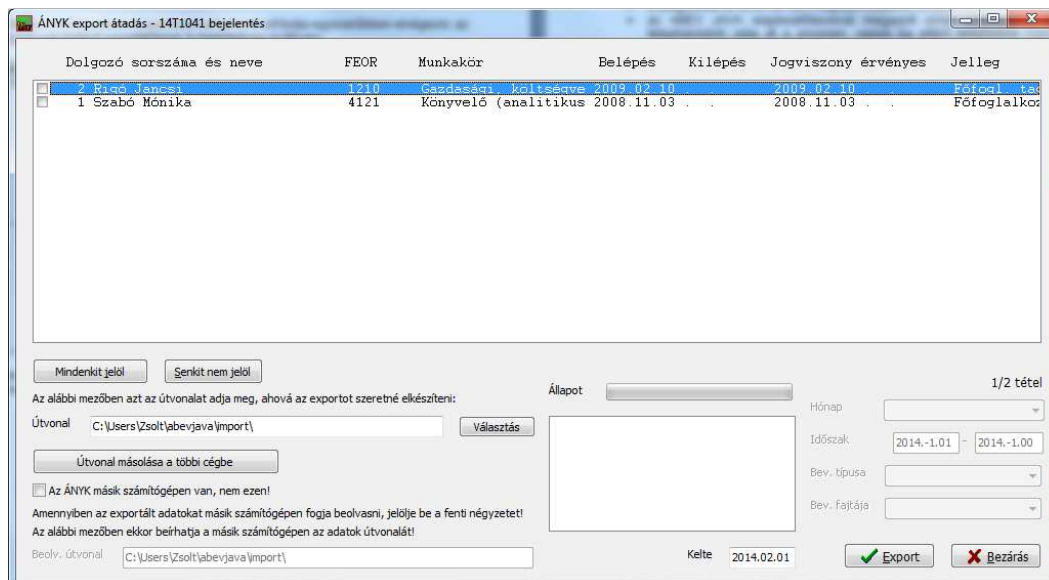 ÁNYK export átadás - 14T1041 bejelentés
Dolgozó sorszáma és neve FEOR Munkakör Belépés Kilépés Jogviszony érvényes Jelleg
2 Rigó Jancsi 1210 Gazdasági, költségve 2009.02.10 . . 2009.02.10 . . Főfogl. tag
1 Szabó Mónika 4121 Könyvelő (analitikus 2008.11.03 . . 2008.11.03 . . Főfoglalkoz
Mindenkit jelöl Senkit nem jelöl
1/2 tétel
Az alábbi mezőben azt az útvonalat adja meg, ahová az exportot szeretné elkészíteni:
Állapot
Hónap
Útvonal C:\Users\Zsolt\abevjava\import\ Választás
Időszak 2014.-1.01 - 2014.-1.00
Útvonal másolása a többi cégbe
Bev. típusa
Az ÁNYK másik számítógépen van, nem ezen!
Bev. fajtája
Amennyiben az exportált adatokat másik számítógépen fogja beolvasni, jelölje be a fenti négyzetet!
Az alábbi mezőben ekkor beírhatja a másik számítógépen az adatok útvonalát!
Beolv. útvonal C:\Users\Zsolt\abevjava\import\
Kelte 2014.02.01 Export Bezárás